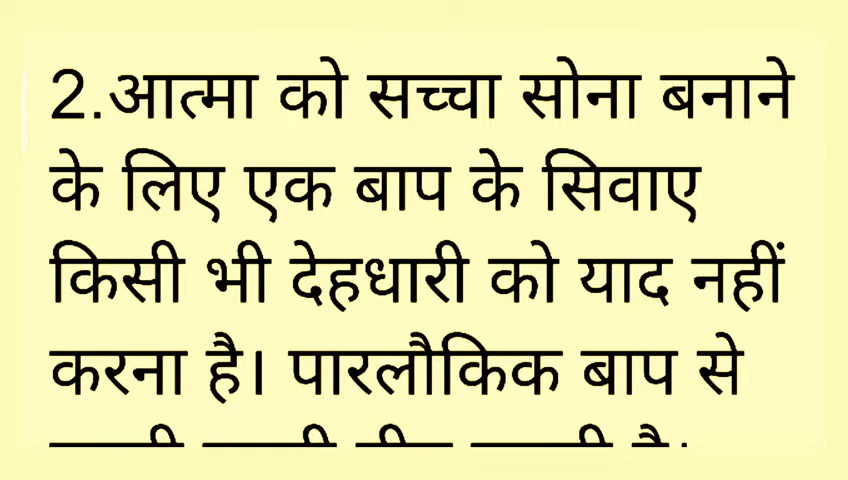 2.आत्मा को सच्चा सोना बनाने
के लिए एक बाप के सिवाए
किसी भी देहधारी को याद नहीं
करना है। पारलौकिक बाप से